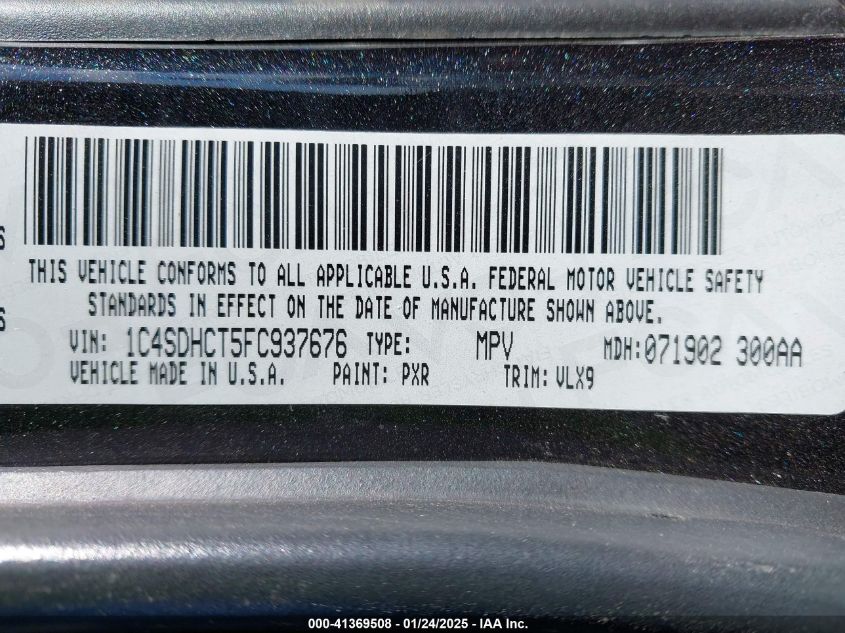 THIS VEHICLE CONFORMS TO ALL APPLICABLE U.S.A. FEDERAL MOTOR VEHICLE SAFETY
STANDARDS IN EFFECT ON THE DATE OF MANUFACTURE SHOWN ABOVE.
VIN: 1C4SDHCT5FC937676 TYPE: MPV MDH:071902 300AA
VEHICLE MADE IN U.S.A. PAINT: PXR TRIM: VLX9
000-41369508 - 01/24/2025 - IAA Inc.